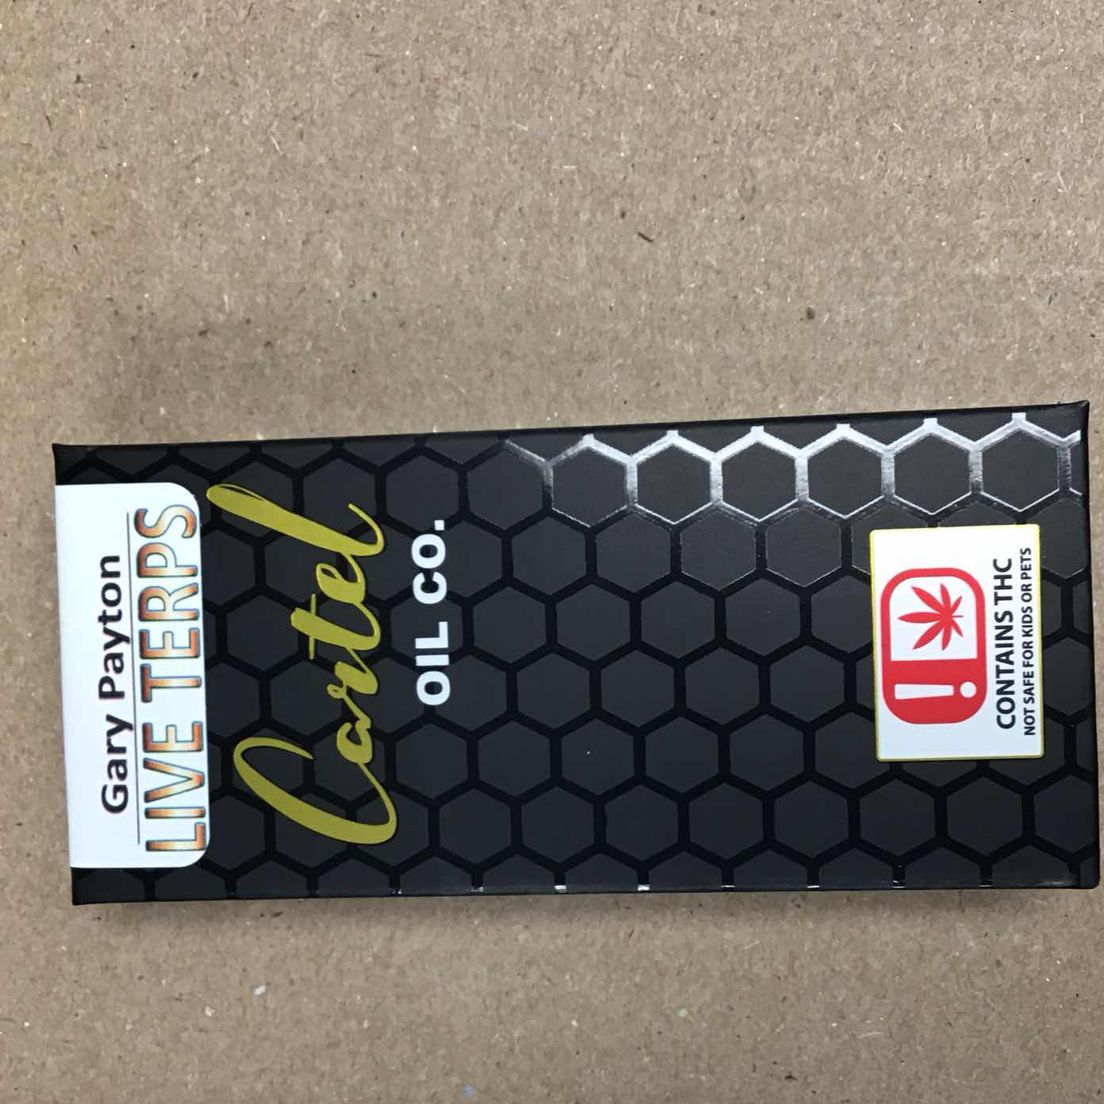 Gary Payton
LIVE TERPS
Cartel
OIL CO.
CONTAINS THC
NOT SAFE FOR KIDS OR PETS